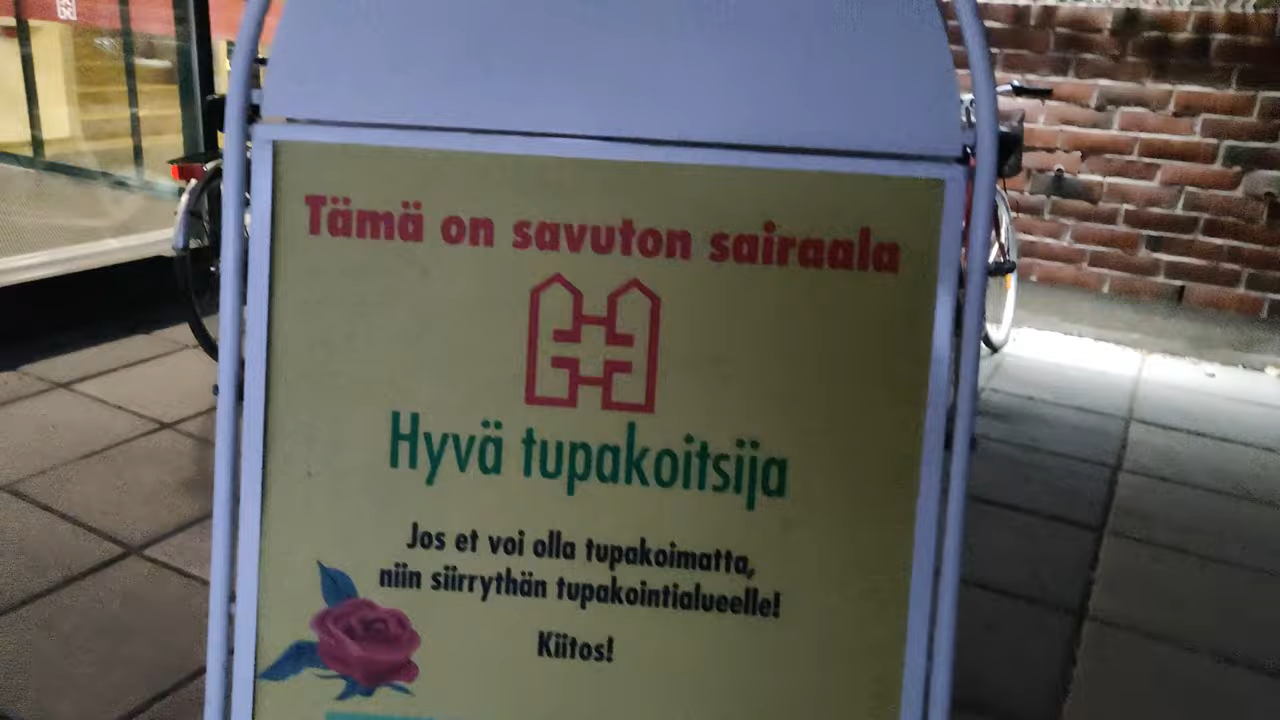 Tämä on savuton sairaala
Hyvä tupakoitsija
Jos et voi olla tupakoimatta,
niin siirrythän tupakointialueelle!
Kiitos!